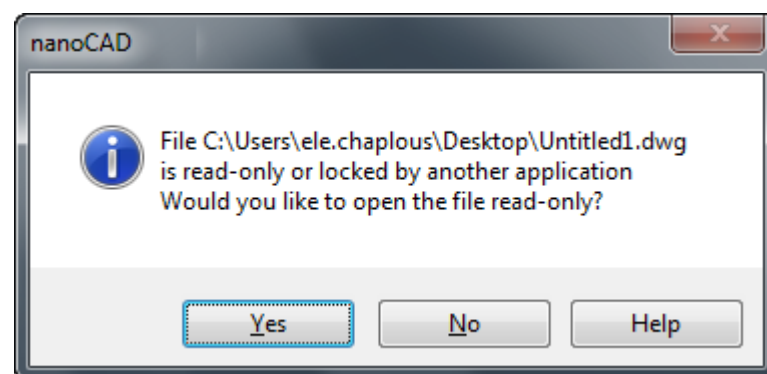 nanoCAD
File C:\Users\ele.chaplous\Desktop\Untitled1.dwg
is read-only or locked by another application
Would you like to open the file read-only?
Yes
No
Help